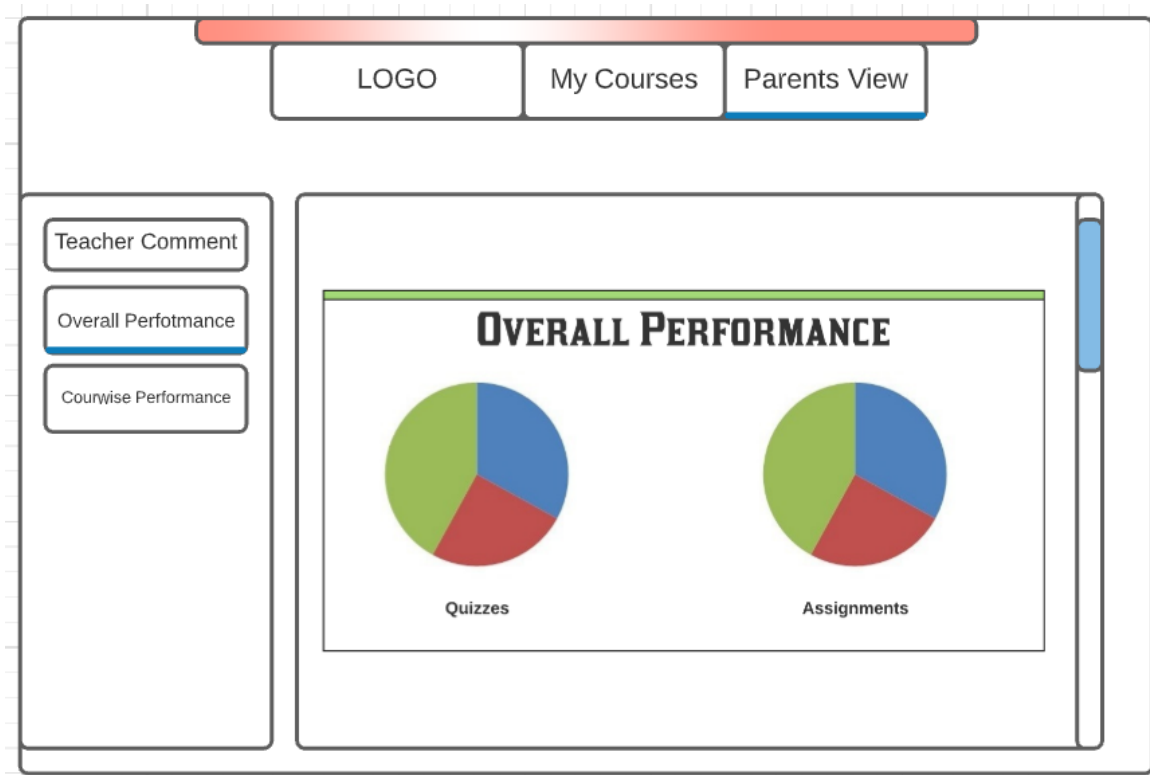 LOGO
My Courses
Parents View
Teacher Comment
Overall Perfotmance
Courwise Performance
OVERALL PERFORMANCE
Quizzes
Assignments